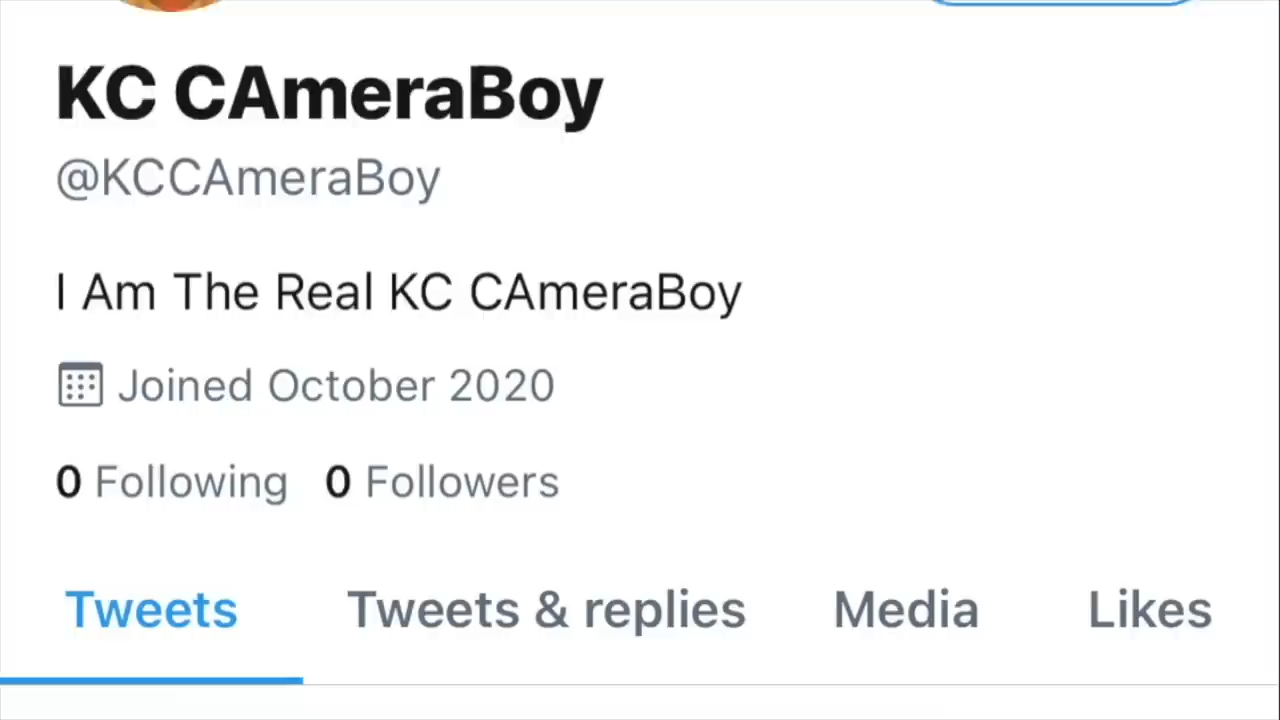 KC CAmeraBoy
@KCCAmeraBoy
I Am The Real KC CAmeraBoy
Joined October 2020
0 Following 0 Followers
Tweets Tweets & replies Media Likes